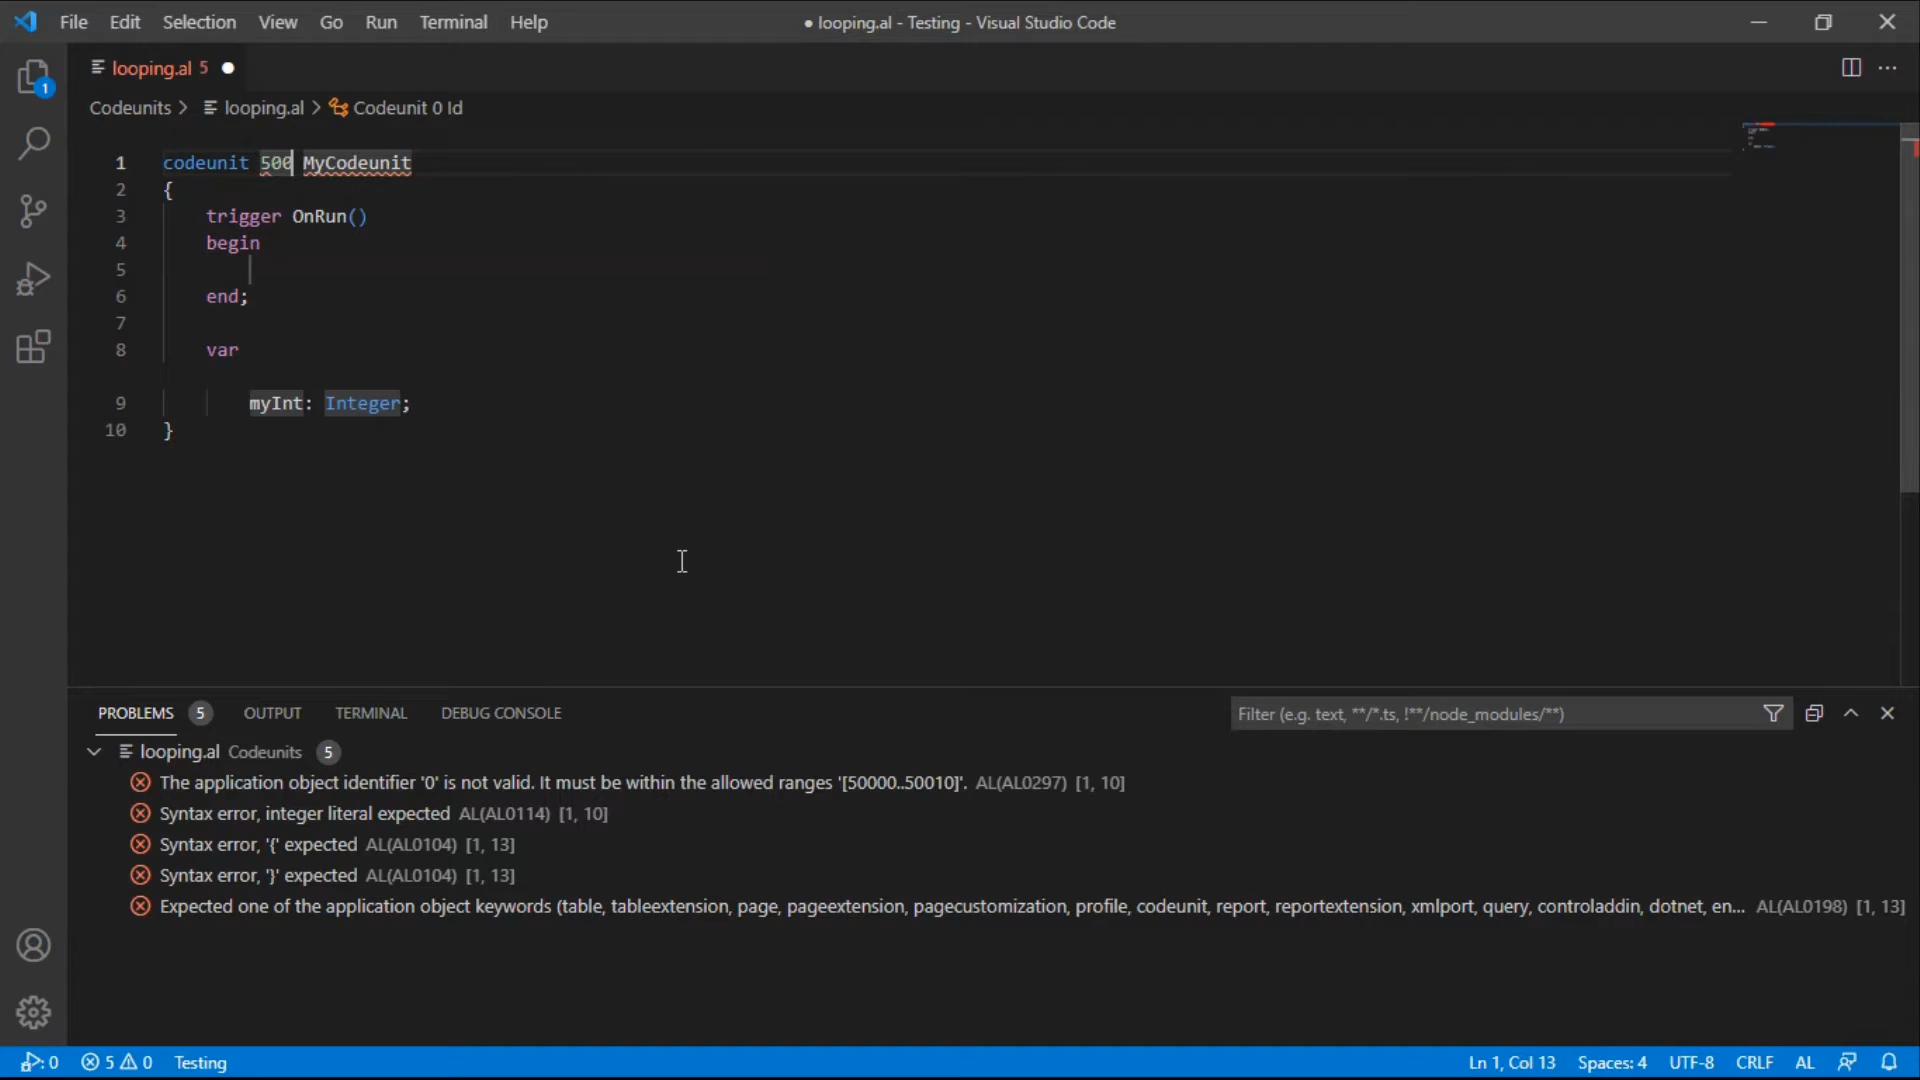 File Edit Selection View Go Run Terminal Help ● looping.al - Testing - Visual Studio Code
looping.al 5
1
Codeunits > looping.al > Codeunit 0 Id
1 codeunit 500 MyCodeunit
2 {
3 trigger OnRun()
4 begin
5
6 end;
7
8 var
9 myInt: Integer;
10 }
PROBLEMS 5 OUTPUT TERMINAL DEBUG CONSOLE Filter (e.g. text, **/*.ts, !**/node_modules/**)
looping.al Codeunits 5
The application object identifier '0' is not valid. It must be within the allowed ranges '[50000..50010]'. AL(AL0297) [1, 10]
Syntax error, integer literal expected AL(AL0114) [1, 10]
Syntax error, '{' expected AL(AL0104) [1, 13]
Syntax error, '}' expected AL(AL0104) [1, 13]
Expected one of the application object keywords (table, tableextension, page, pageextension, pagecustomization, profile, codeunit, report, reportextension, xmlport, query, controladdin, dotnet, en... AL(AL0198) [1, 13]
: 0 5 0 Testing Ln 1, Col 13 Spaces: 4 UTF-8 CRLF AL